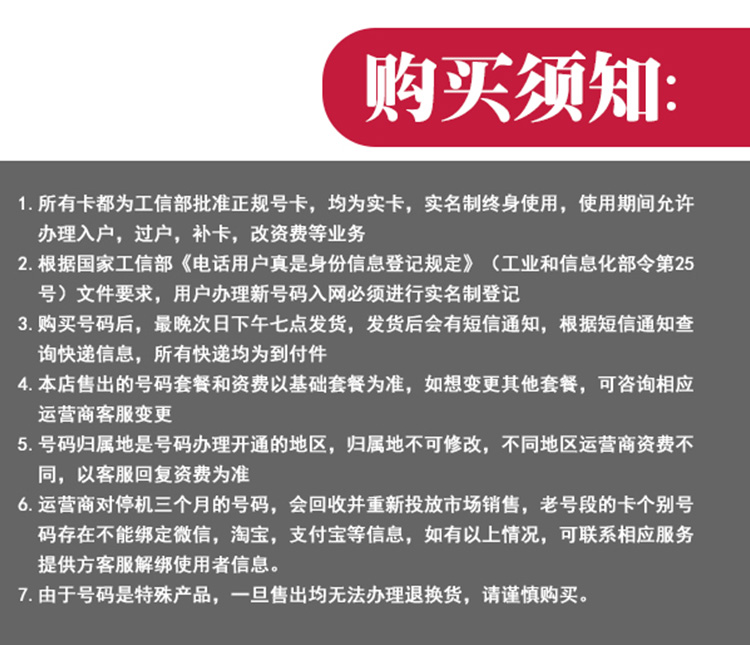 购买须知:
1. 所有卡都为工信部批准正规号卡，均为实卡，实名制终身使用，使用期间允许
办理入户，过户，补卡，改资费等业务
2. 根据国家工信部《电话用户真是身份信息登记规定》（工业和信息化部令第25
号）文件要求，用户办理新号码入网必须进行实名制登记
3. 购买号码后，最晚次日下午七点发货，发货后会有短信通知，根据短信通知查
询快递信息，所有快递均为到付件
4. 本店售出的号码套餐和资费以基础套餐为准，如想变更其他套餐，可咨询相应
运营商客服变更
5. 号码归属地是号码办理开通的地区，归属地不可修改，不同地区运营商资费不
同，以客服回复资费为准
6. 运营商对停机三个月的号码，会回收并重新投放市场销售，老号段的卡个别号
码存在不能绑定微信，淘宝，支付宝等信息，如有以上情况，可联系相应服务
提供方客服解绑使用者信息。
7. 由于号码是特殊产品，一旦售出均无法办理退换货，请谨慎购买。